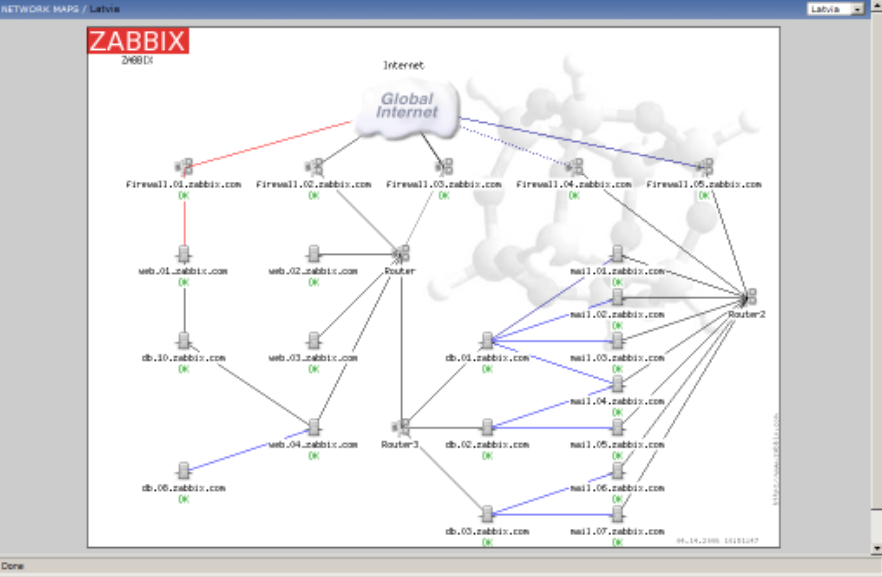 NETWORK MAPS / Latvia
Latvia
ZABBIX
ZABBIX
Internet
Global
Internet
firewall.01.zabbix.com
OK
firewall.02.zabbix.com
OK
firewall.03.zabbix.com
OK
firewall.04.zabbix.com
OK
firewall.05.zabbix.com
OK
web.01.zabbix.com
OK
web.02.zabbix.com
OK
Router
mail.01.zabbix.com
OK
mail.02.zabbix.com
OK
Router2
db.10.zabbix.com
OK
web.03.zabbix.com
OK
db.01.zabbix.com
OK
mail.03.zabbix.com
OK
mail.04.zabbix.com
OK
web.04.zabbix.com
OK
Router3
db.02.zabbix.com
OK
mail.05.zabbix.com
OK
db.08.zabbix.com
OK
mail.06.zabbix.com
OK
db.03.zabbix.com
OK
mail.07.zabbix.com
OK
Done